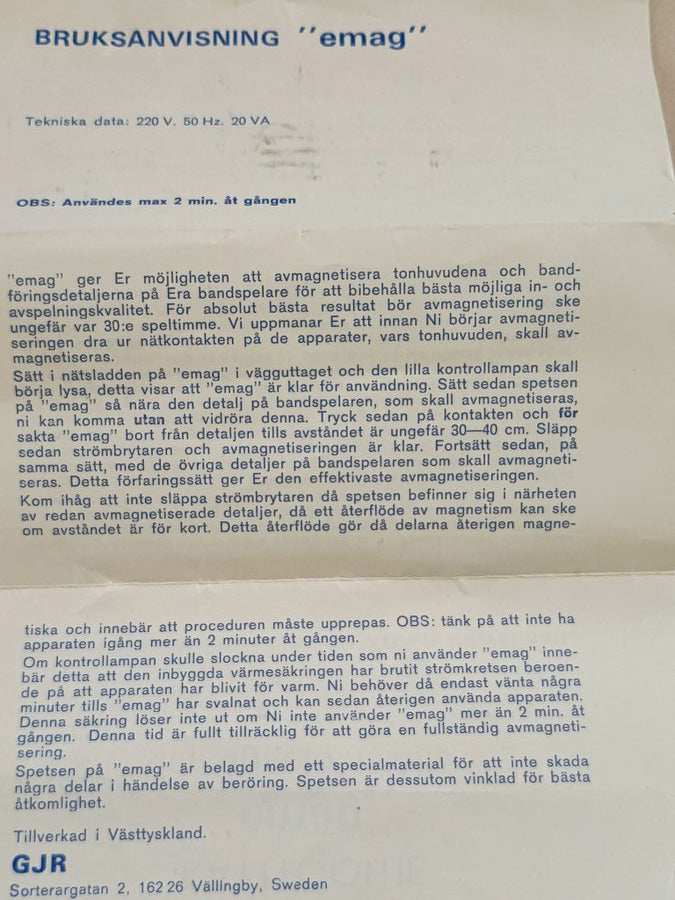 BRUKSANVISNING "emag"
Tekniska data: 220 V. 50 Hz. 20 VA
OBS: Användes max 2 min. åt gången
"emag" ger Er möjligheten att avmagnetisera tonhuvudena och band-
föringsdetaljerna på Era bandspelare för att bibehålla bästa möjliga in- och
avspelningskvalitet. För absolut bästa resultat bör avmagnetisering ske
ungefär var 30:e speltimme. Vi uppmanar Er att innan Ni börjar avmagneti-
seringen dra ur nätkontakten på de apparater, vars tonhuvuden, skall av-
magnetiseras.
Sätt i nätsladden på "emag" i vägguttaget och den lilla kontrollampan skall
börja lysa, detta visar att "emag" är klar för användning. Sätt sedan spetsen
på "emag" så nära den detalj på bandspelaren, som skall avmagnetiseras,
ni kan komma utan att vidröra denna. Tryck sedan på kontakten och för
sakta "emag" bort från detaljen tills avståndet är ungefär 30—40 cm. Släpp
sedan strömbrytaren och avmagnetiseringen är klar. Fortsätt sedan, på
samma sätt, med de övriga detaljer på bandspelaren som skall avmagneti-
seras. Detta förfaringssätt ger Er den effektivaste avmagnetiseringen.
Kom ihåg att inte släppa strömbrytaren då spetsen befinner sig i närheten
av redan avmagnetiserade detaljer, då ett återflöde av magnetism kan ske
om avståndet är för kort. Detta återflöde gör då delarna återigen magne-
tiska och innebär att proceduren måste upprepas. OBS: tänk på att inte ha
apparaten igång mer än 2 minuter åt gången.
Om kontrollampan skulle slockna under tiden som ni använder "emag" inne-
bär detta att den inbyggda värmesäkringen har brutit strömkretsen beroen-
de på att apparaten har blivit för varm. Ni behöver då endast vänta några
minuter tills "emag" har svalnat och kan sedan återigen använda apparaten.
Denna säkring löser inte ut om Ni inte använder "emag" mer än 2 min. åt
gången. Denna tid är fullt tillräcklig för att göra en fullständig avmagneti-
sering.
Spetsen på "emag" är belagd med ett specialmaterial för att inte skada
några delar i händelse av beröring. Spetsen är dessutom vinklad för bästa
åtkomlighet.
Tillverkad i Västtyskland.
GJR
Sorterargatan 2, 162 26 Vällingby, Sweden